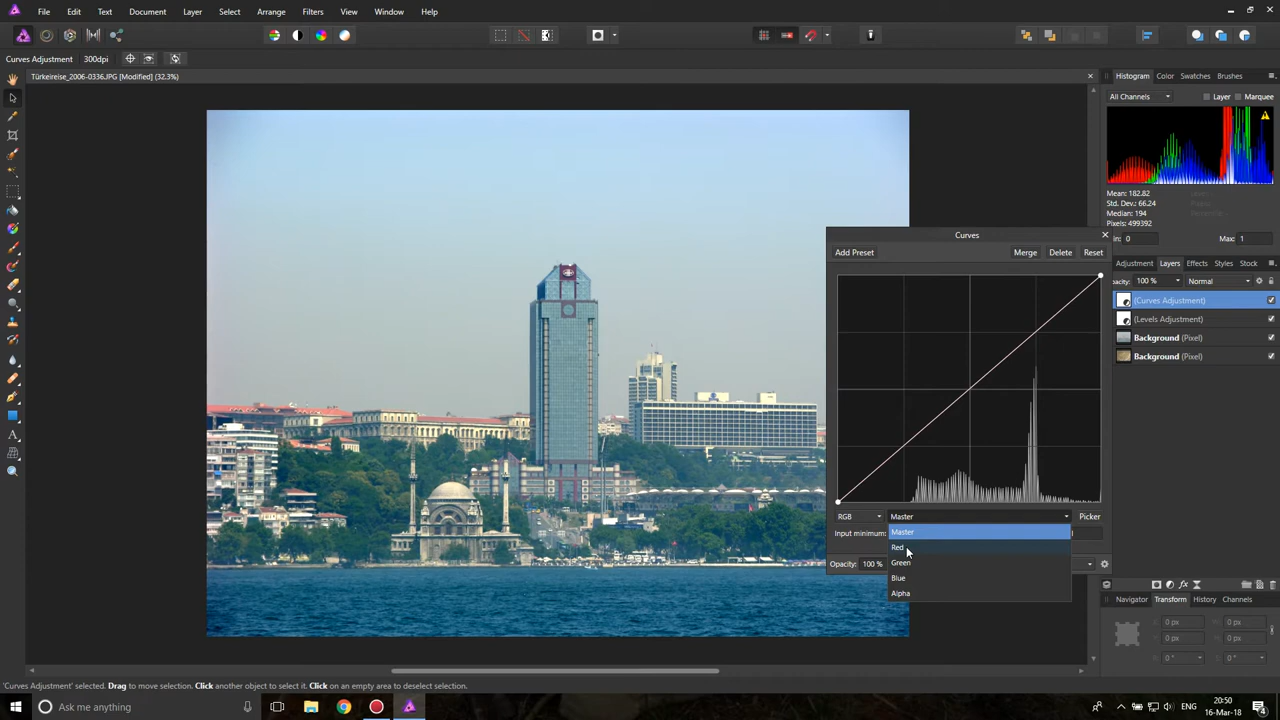 File Edit Text Document Layer Select Arrange Filters View Window Help
Curves Adjustment 300dpi
Türkeireise_2006-0336.JPG [Modified] (32.3%)
Histogram Color Swatches Brushes
All Channels Layer Marquee
Mean: 182.82
Std. Dev.: 66.24
Median: 194
Pixels: 499392
in: 0 Max: 1
Adjustment Layers Effects Styles Stock
pacity: 100 % Normal
(Curves Adjustment)
(Levels Adjustment)
Background (Pixel)
Background (Pixel)
Curves
Add Preset Merge Delete Reset
RGB Master Picker
Input minimum:
Master
Red
Green
Blue
Alpha
Opacity: 100 %
Navigator Transform History Channels
X: 0 px W: 0 px
Y: 0 px H: 0 px
R: 0 ° S: 0 °
'Curves Adjustment' selected. Drag to move selection. Click another object to select it. Click on an empty area to deselect selection.
Ask me anything
ENG
20:50
16-Mar-18